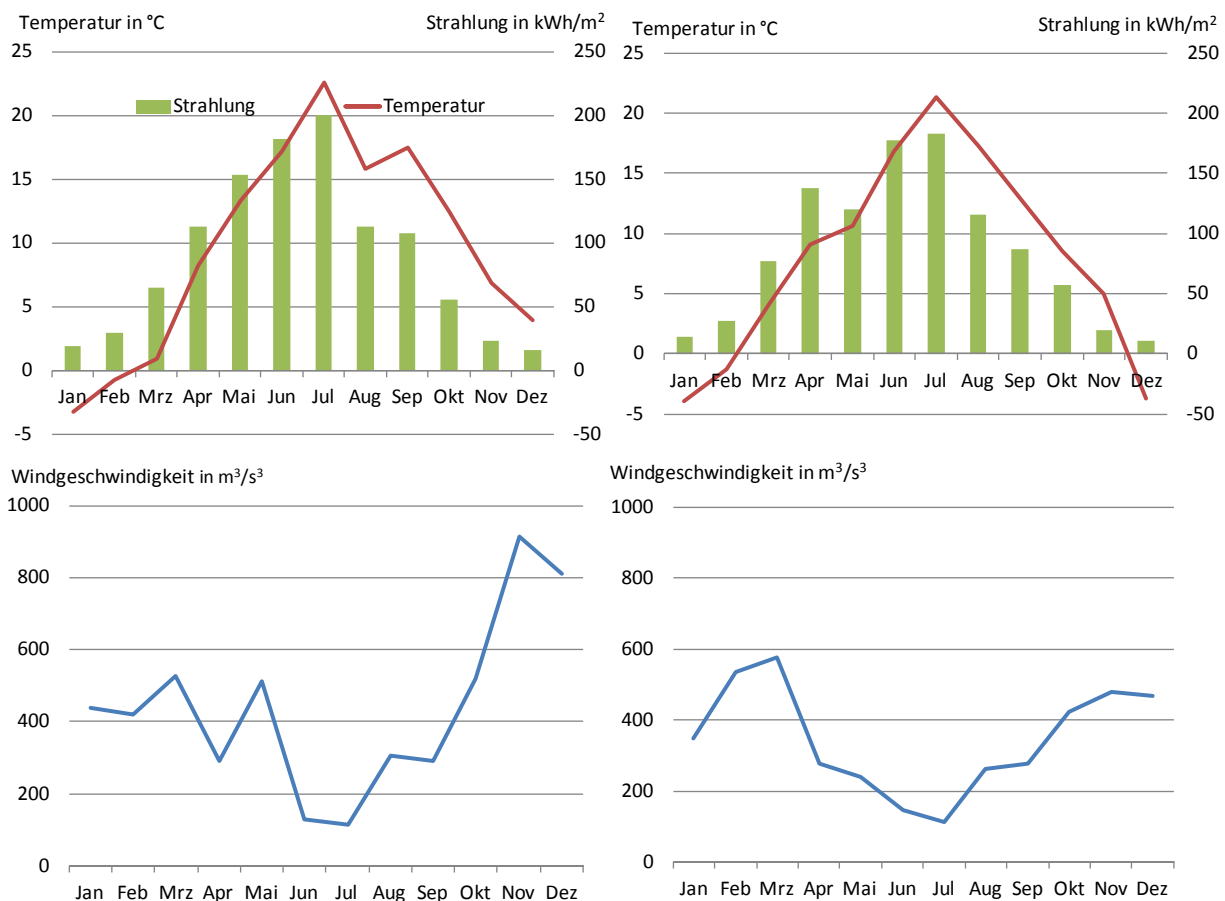 Temperatur in °C Strahlung in kWh/m²
25 250
20 200
15 150
10 100
5 50
0 0
-5 -50
Strahlung Temperatur
Jan Feb Mrz Apr Mai Jun Jul Aug Sep Okt Nov Dez
Temperatur in °C Strahlung in kWh/m²
25 250
20 200
15 150
10 100
5 50
0 0
-5 -50
Jan Feb Mrz Apr Mai Jun Jul Aug Sep Okt Nov Dez
Windgeschwindigkeit in m³/s³
1000
800
600
400
200
0
Jan Feb Mrz Apr Mai Jun Jul Aug Sep Okt Nov Dez
Windgeschwindigkeit in m³/s³
1000
800
600
400
200
0
Jan Feb Mrz Apr Mai Jun Jul Aug Sep Okt Nov Dez